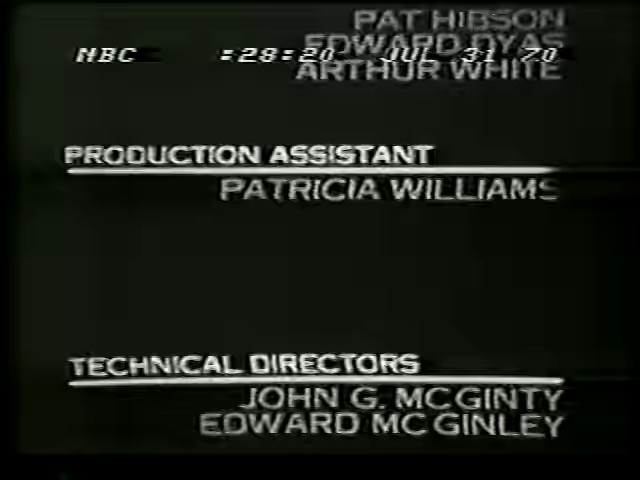 PAT HIBSON
EDWARD DYAS
NBC :28:20 JUL 31 70
ARTHUR WHITE
PRODUCTION ASSISTANT
PATRICIA WILLIAMS
TECHNICAL DIRECTORS
JOHN G. MCGINTY
EDWARD MCGINLEY